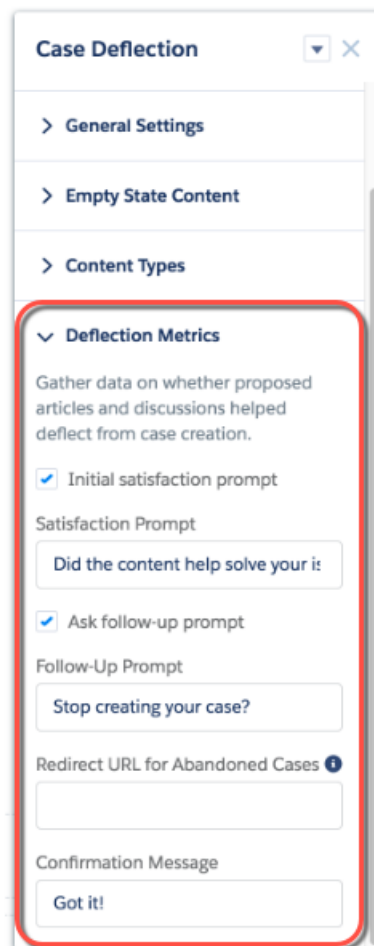 Case Deflection
General Settings
Empty State Content
Content Types
Deflection Metrics
Gather data on whether proposed
articles and discussions helped
deflect from case creation.
Initial satisfaction prompt
Satisfaction Prompt
Did the content help solve your is
Ask follow-up prompt
Follow-Up Prompt
Stop creating your case?
Redirect URL for Abandoned Cases
Confirmation Message
Got it!